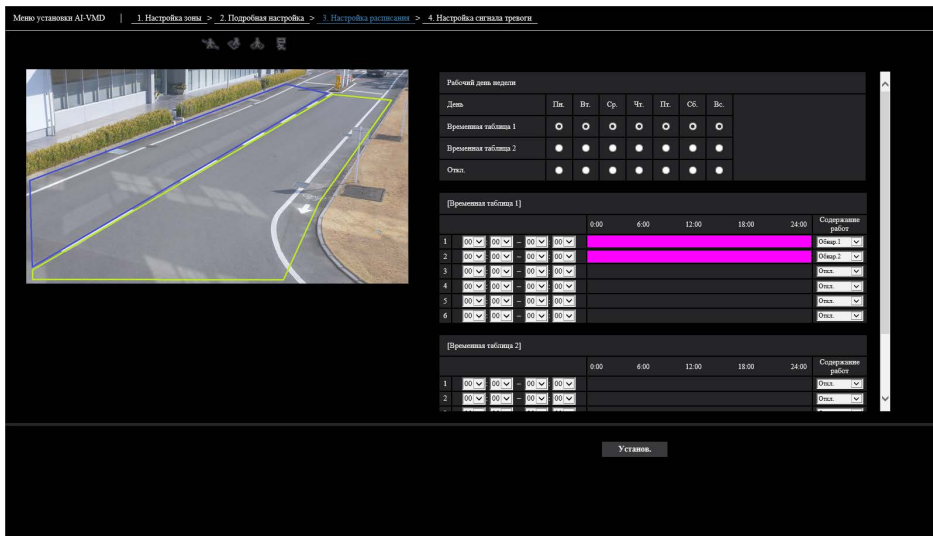 Меню установки AI-VMD | 1. Настройка зоны > 2. Подробная настройка > 3. Настройка расписания > 4. Настройка сигнала тревоги
Рабочий день недели
День Пн. Вт. Ср. Чт. Пт. Сб. Вс.
Временная таблица 1
Временная таблица 2
Откл.
[Временная таблица 1]
0:00 6:00 12:00 18:00 24:00 Содержание работ
1 00 : 00 – 00 : 00 Обнар.1
2 00 : 00 – 00 : 00 Обнар.2
3 00 : 00 – 00 : 00 Откл.
4 00 : 00 – 00 : 00 Откл.
5 00 : 00 – 00 : 00 Откл.
6 00 : 00 – 00 : 00 Откл.
[Временная таблица 2]
0:00 6:00 12:00 18:00 24:00 Содержание работ
1 00 : 00 – 00 : 00 Откл.
2 00 : 00 – 00 : 00 Откл.
Установ.